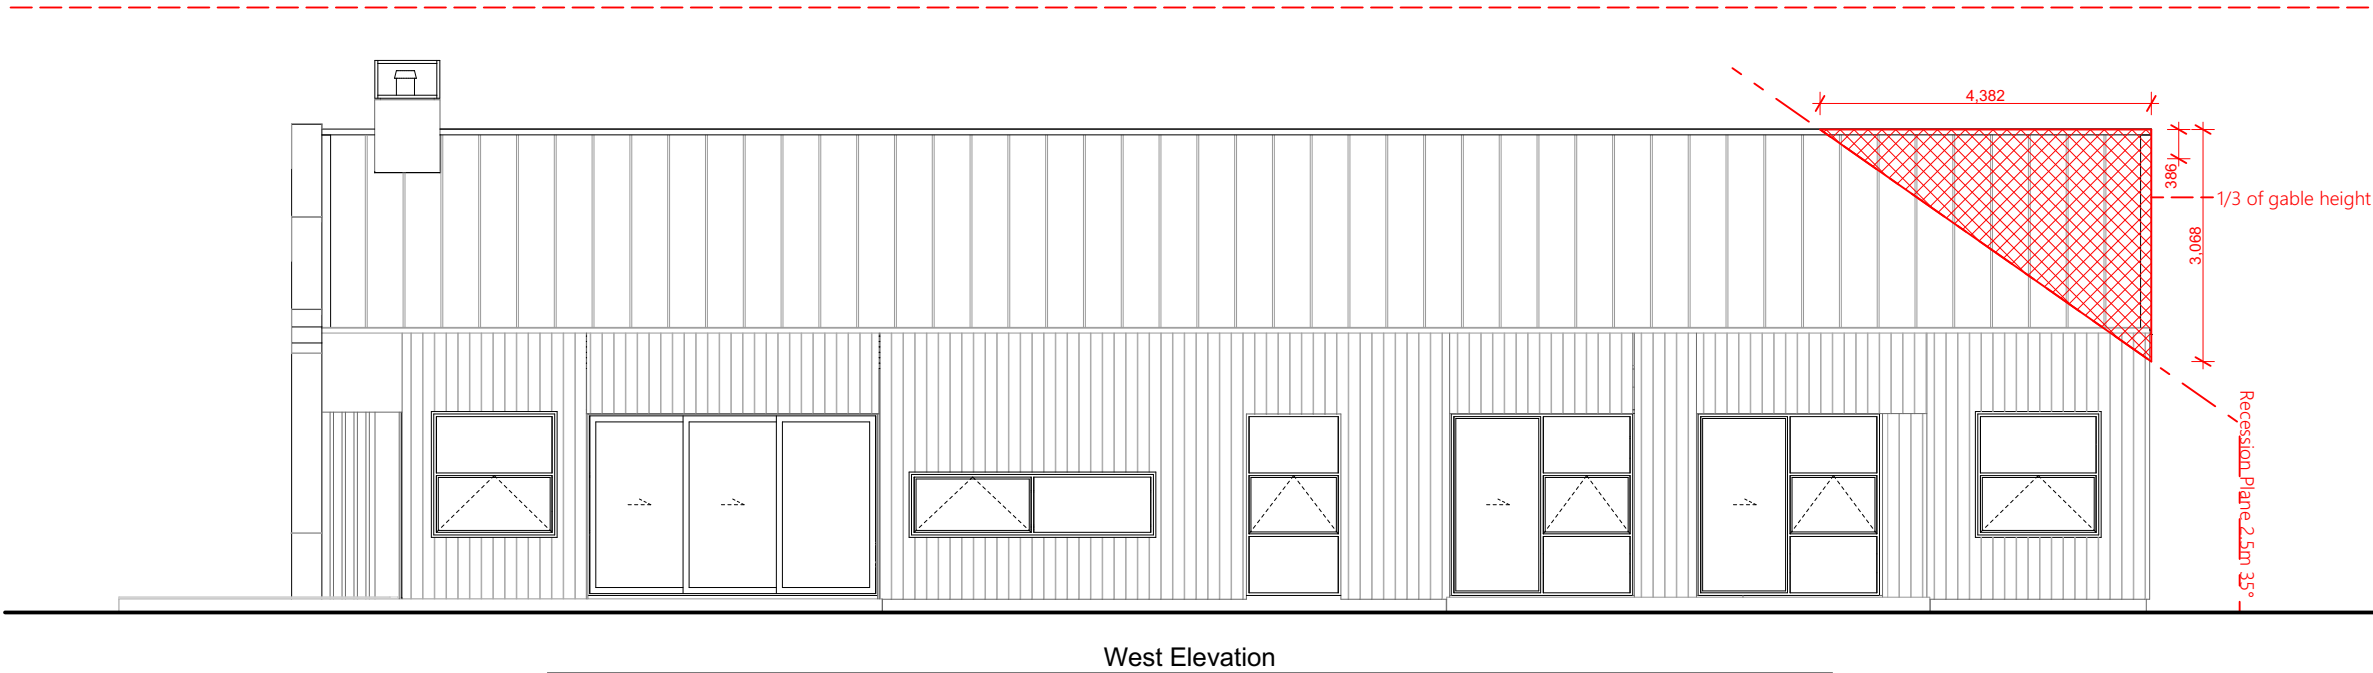 4,382
386
1/3 of gable height
3,068
Recession Plane 2.5m 35°
West Elevation